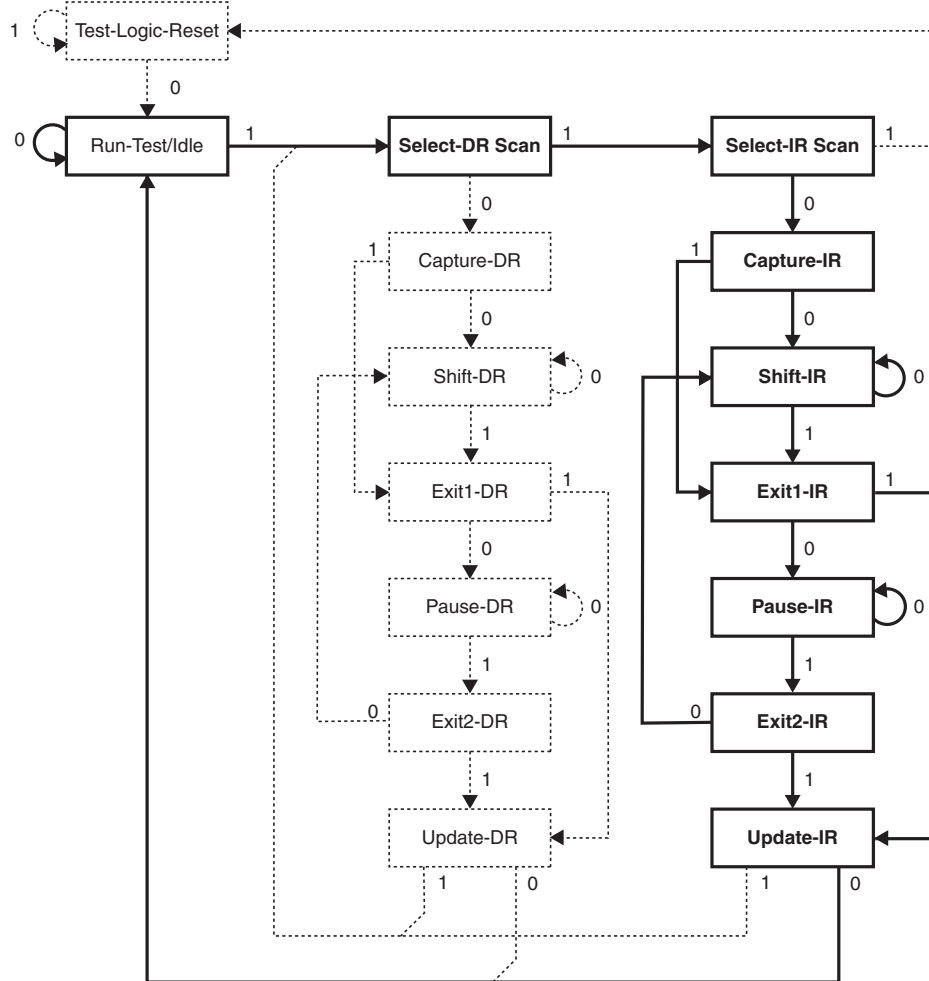 1
Test-Logic-Reset
0
0
Run-Test/Idle
1
Select-DR Scan
1
Select-IR Scan
1
0
0
1
Capture-DR
1
Capture-IR
0
0
Shift-DR
0
Shift-IR
0
1
1
Exit1-DR
1
Exit1-IR
1
0
0
Pause-DR
0
Pause-IR
0
1
1
0
Exit2-DR
0
Exit2-IR
1
1
Update-DR
Update-IR
1
0
1
0